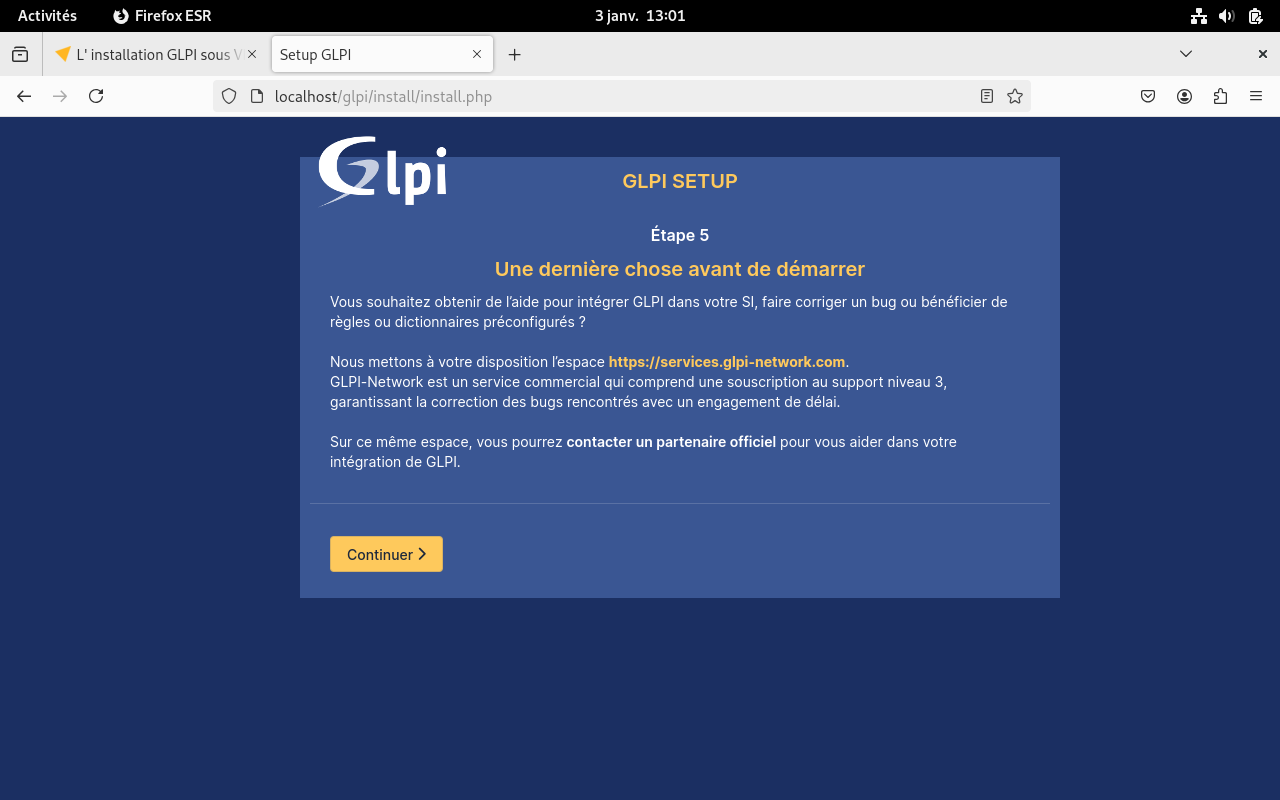 Activités Firefox ESR 3 janv. 13:01
L' installation GLPI sous V Setup GLPI
localhost/glpi/install/install.php
Glpi
GLPI SETUP
Étape 5
Une dernière chose avant de démarrer
Vous souhaitez obtenir de l’aide pour intégrer GLPI dans votre SI, faire corriger un bug ou bénéficier de
règles ou dictionnaires préconfigurés ?
Nous mettons à votre disposition l’espace https://services.glpi-network.com.
GLPI-Network est un service commercial qui comprend une souscription au support niveau 3,
garantissant la correction des bugs rencontrés avec un engagement de délai.
Sur ce même espace, vous pourrez contacter un partenaire officiel pour vous aider dans votre
intégration de GLPI.
Continuer